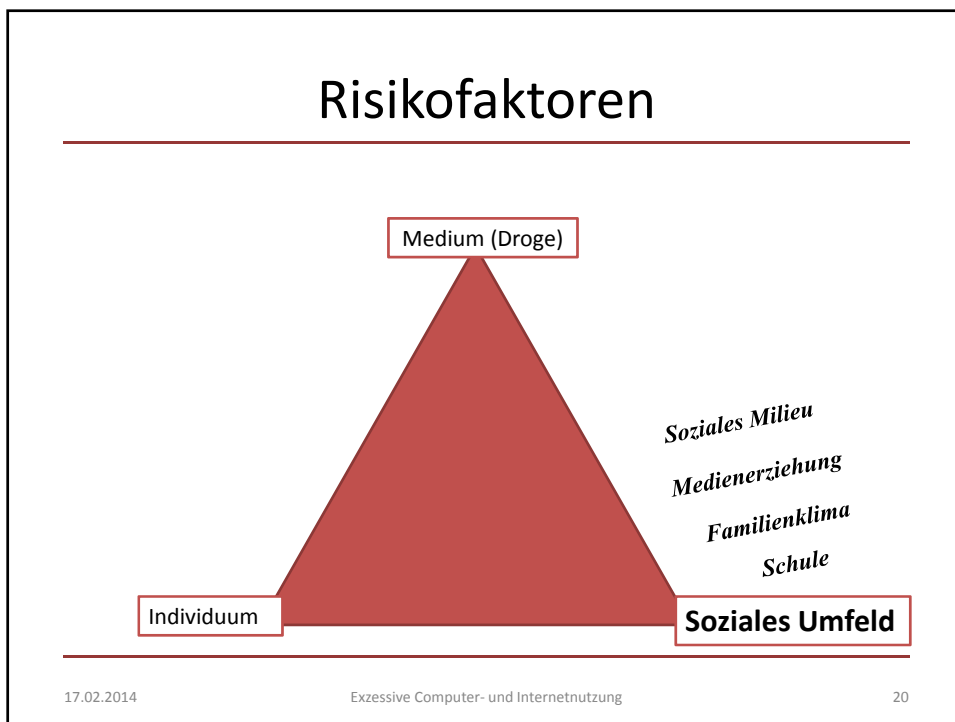 Risikofaktoren
Medium (Droge)
Soziales Milieu
Medienerziehung
Familienklima
Schule
Individuum
Soziales Umfeld
17.02.2014
Exzessive Computer- und Internetnutzung
20